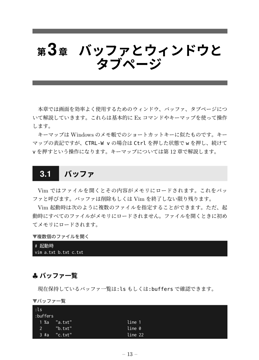 第3章 バッファとウィンドウと
タブページ
本章では画面を効率よく使用するためのウィンドウ、バッファ、タブページにつ
いて解説していきます。これらは基本的に Ex コマンドやキーマップを使って操作
します。
キーマップは Windows のメモ帳でのショートカットキーに似たものです。キー
マップの表記ですが、CTRL-W v の場合は Ctrl を押した状態で w を押し、続けて
v を押すという操作になります。キーマップについては第 12 章で解説します。
3.1 バッファ
Vim ではファイルを開くとその内容がメモリにロードされます。これをバッ
ファと呼びます。バッファは削除もしくは Vim を終了しない限り残ります。
Vim 起動時は次のように複数のファイルを指定することができます。ただ、起
動時にすべてのファイルがメモリにロードされません。ファイルを開くときに初め
てメモリにロードされます。
▼複数個のファイルを開く
# 起動時
vim a.txt b.txt c.txt
♣ バッファ一覧
現在保持しているバッファ一覧は:ls もしくは:buffers で確認できます。
▼バッファ一覧
:ls
:buffers
1 %a "a.txt" line 1
2 "b.txt" line 0
3 #a "c.txt" line 22
– 13 –